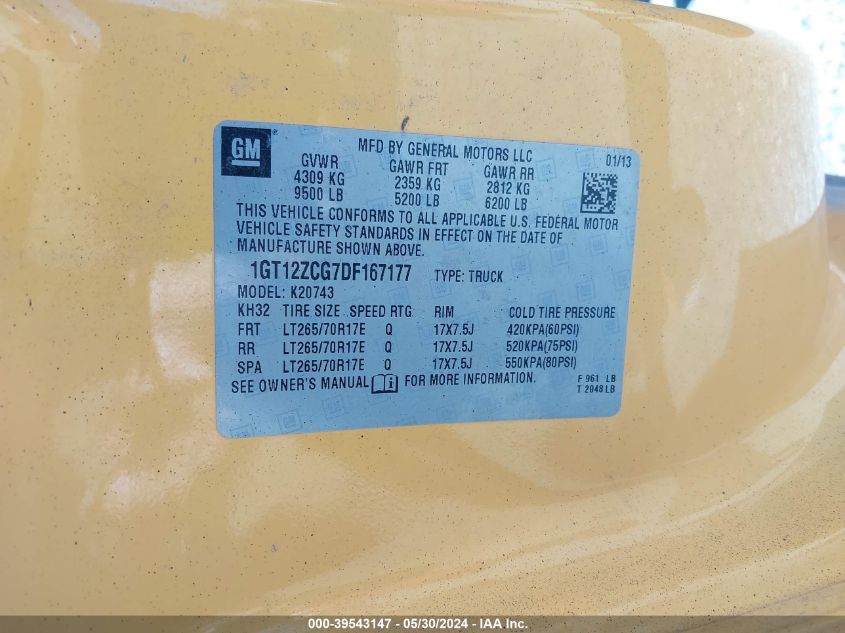 GM ®
MFD BY GENERAL MOTORS LLC 01/13
GVWR GAWR FRT GAWR RR
4309 KG 2359 KG 2812 KG
9500 LB 5200 LB 6200 LB
THIS VEHICLE CONFORMS TO ALL APPLICABLE U.S. FEDERAL MOTOR
VEHICLE SAFETY STANDARDS IN EFFECT ON THE DATE OF
MANUFACTURE SHOWN ABOVE.
1GT12ZCG7DF167177 TYPE: TRUCK
MODEL: K20743
KH32 TIRE SIZE SPEED RTG RIM COLD TIRE PRESSURE
FRT LT265/70R17E Q 17X7.5J 420KPA(60PSI)
RR LT265/70R17E Q 17X7.5J 520KPA(75PSI)
SPA LT265/70R17E Q 17X7.5J 550KPA(80PSI)
SEE OWNER'S MANUAL FOR MORE INFORMATION.
F 961 LB
T 2948 LB
000-39543147 - 05/30/2024 - IAA Inc.